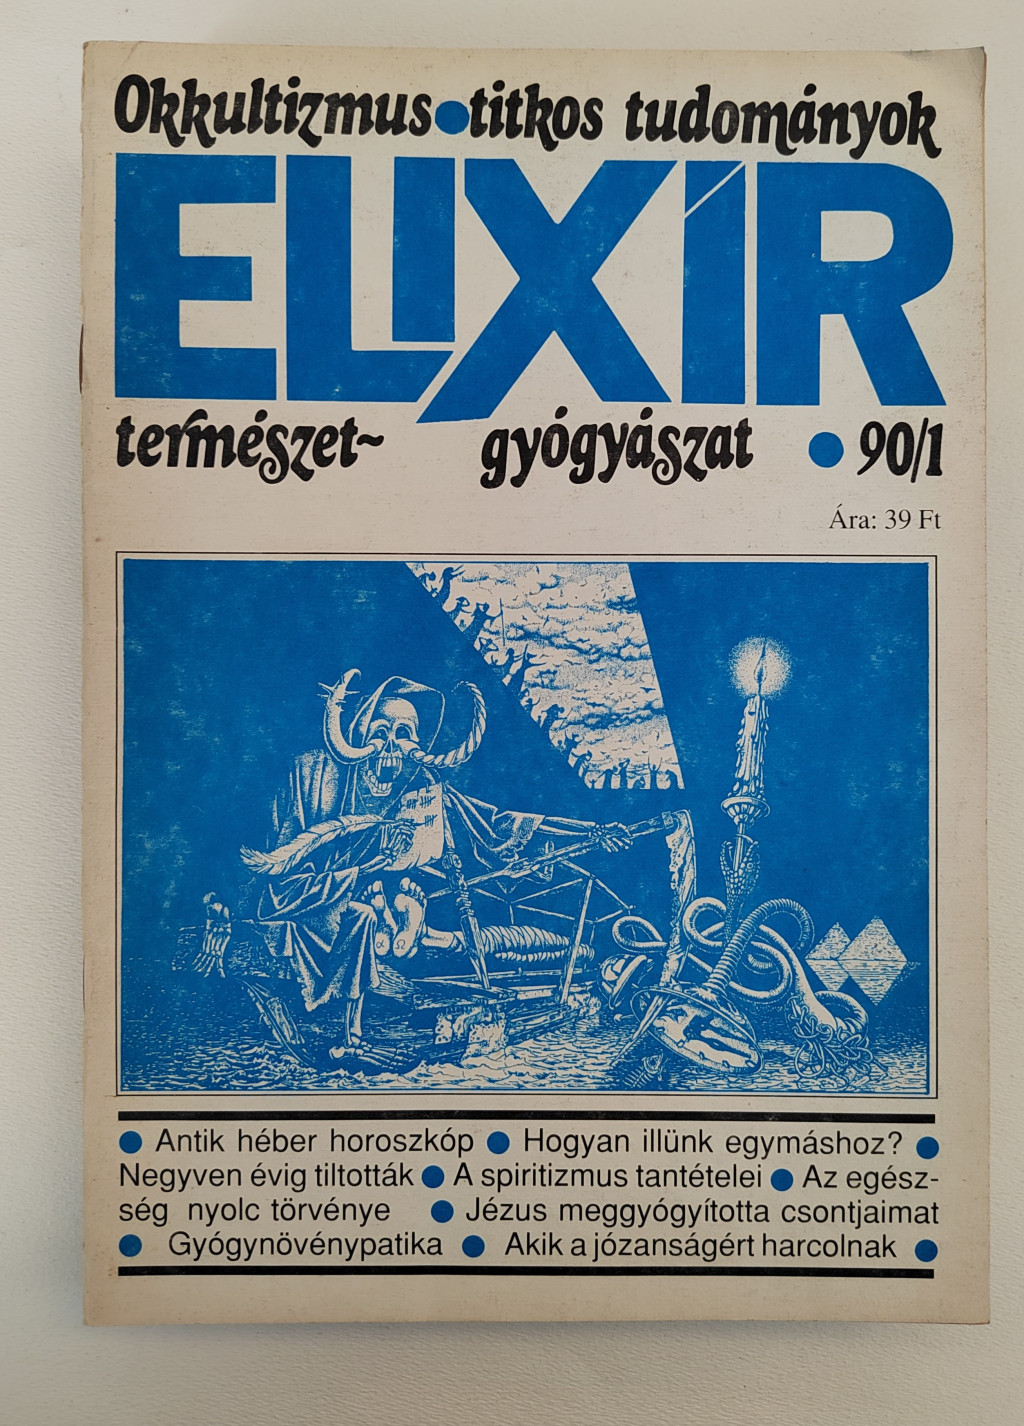 Okkultizmus • titkos tudományok
ELIXÍR
természet- gyógyászat • 90/1
Ára: 39 Ft
α Ω
• Antik héber horoszkóp • Hogyan illünk egymáshoz? •
Negyven évig tiltották • A spiritizmus tantételei • Az egész-
ség nyolc törvénye • Jézus meggyógyította csontjaimat
• Gyógynövénypatika • Akik a józanságért harcolnak •